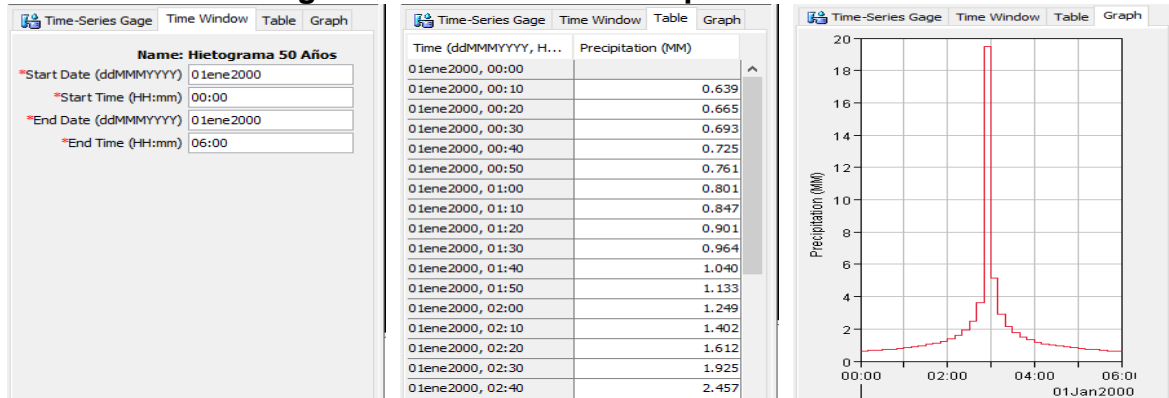 Time-Series Gage Time Window Table Graph
Name: Hietograma 50 Años
*Start Date (ddMMMYYYY) 01ene2000
*Start Time (HH:mm) 00:00
*End Date (ddMMMYYYY) 01ene2000
*End Time (HH:mm) 06:00
Time-Series Gage Time Window Table Graph
Time (ddMMMYYYY, H... Precipitation (MM)
01ene2000, 00:00
01ene2000, 00:10 0.639
01ene2000, 00:20 0.665
01ene2000, 00:30 0.693
01ene2000, 00:40 0.725
01ene2000, 00:50 0.761
01ene2000, 01:00 0.801
01ene2000, 01:10 0.847
01ene2000, 01:20 0.901
01ene2000, 01:30 0.964
01ene2000, 01:40 1.040
01ene2000, 01:50 1.133
01ene2000, 02:00 1.249
01ene2000, 02:10 1.402
01ene2000, 02:20 1.612
01ene2000, 02:30 1.925
01ene2000, 02:40 2.457
Time-Series Gage Time Window Table Graph
Precipitation (MM)
20
18
16
14
12
10
8
6
4
2
0
00:00 02:00 04:00 06:0
01Jan2000